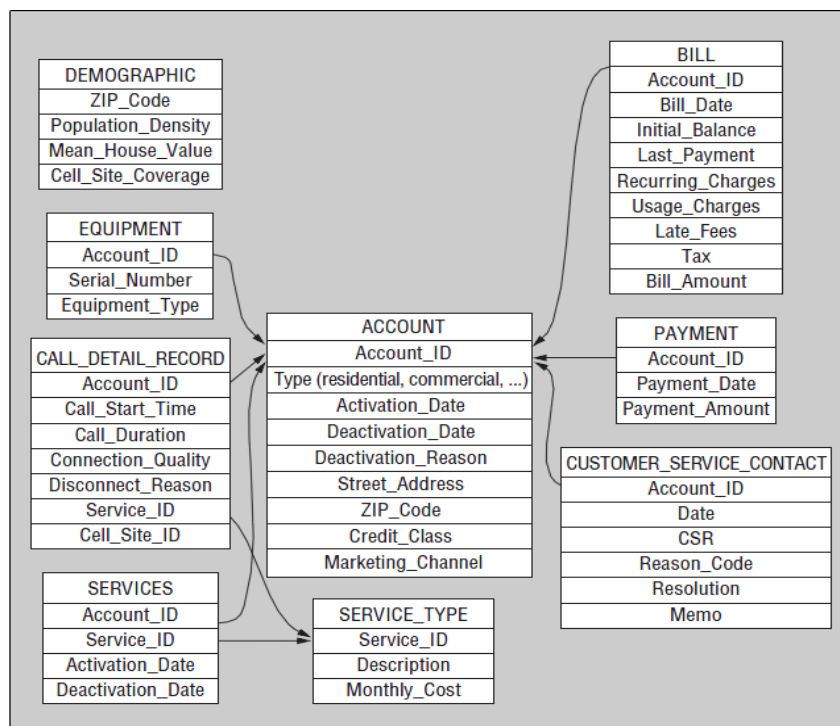 DEMOGRAPHIC
ZIP_Code
Population_Density
Mean_House_Value
Cell_Site_Coverage
EQUIPMENT
Account_ID
Serial_Number
Equipment_Type
CALL_DETAIL_RECORD
Account_ID
Call_Start_Time
Call_Duration
Connection_Quality
Disconnect_Reason
Service_ID
Cell_Site_ID
SERVICES
Account_ID
Service_ID
Activation_Date
Deactivation_Date
ACCOUNT
Account_ID
Type (residential, commercial, ...)
Activation_Date
Deactivation_Date
Deactivation_Reason
Street_Address
ZIP_Code
Credit_Class
Marketing_Channel
SERVICE_TYPE
Service_ID
Description
Monthly_Cost
BILL
Account_ID
Bill_Date
Initial_Balance
Last_Payment
Recurring_Charges
Usage_Charges
Late_Fees
Tax
Bill_Amount
PAYMENT
Account_ID
Payment_Date
Payment_Amount
CUSTOMER_SERVICE_CONTACT
Account_ID
Date
CSR
Reason_Code
Resolution
Memo